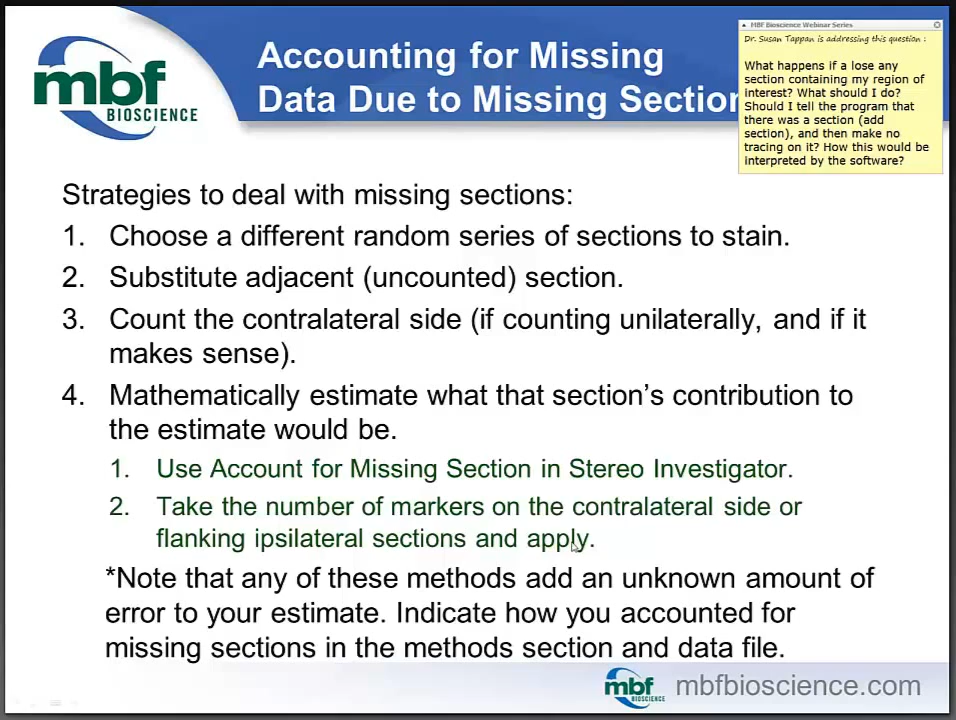 mbf
BIOSCIENCE
Accounting for Missing
Data Due to Missing Section
MBF Bioscience Webinar Series
Dr. Susan Tappan is addressing this question :
What happens if a lose any
section containing my region of
interest? What should I do?
Should I tell the program that
there was a section (add
section), and then make no
tracing on it? How this would be
interpreted by the software?
Strategies to deal with missing sections:
1. Choose a different random series of sections to stain.
2. Substitute adjacent (uncounted) section.
3. Count the contralateral side (if counting unilaterally, and if it
makes sense).
4. Mathematically estimate what that section's contribution to
the estimate would be.
1. Use Account for Missing Section in Stereo Investigator.
2. Take the number of markers on the contralateral side or
flanking ipsilateral sections and apply.
*Note that any of these methods add an unknown amount of
error to your estimate. Indicate how you accounted for
missing sections in the methods section and data file.
mbf
BIOSCIENCE
mbfbioscience.com